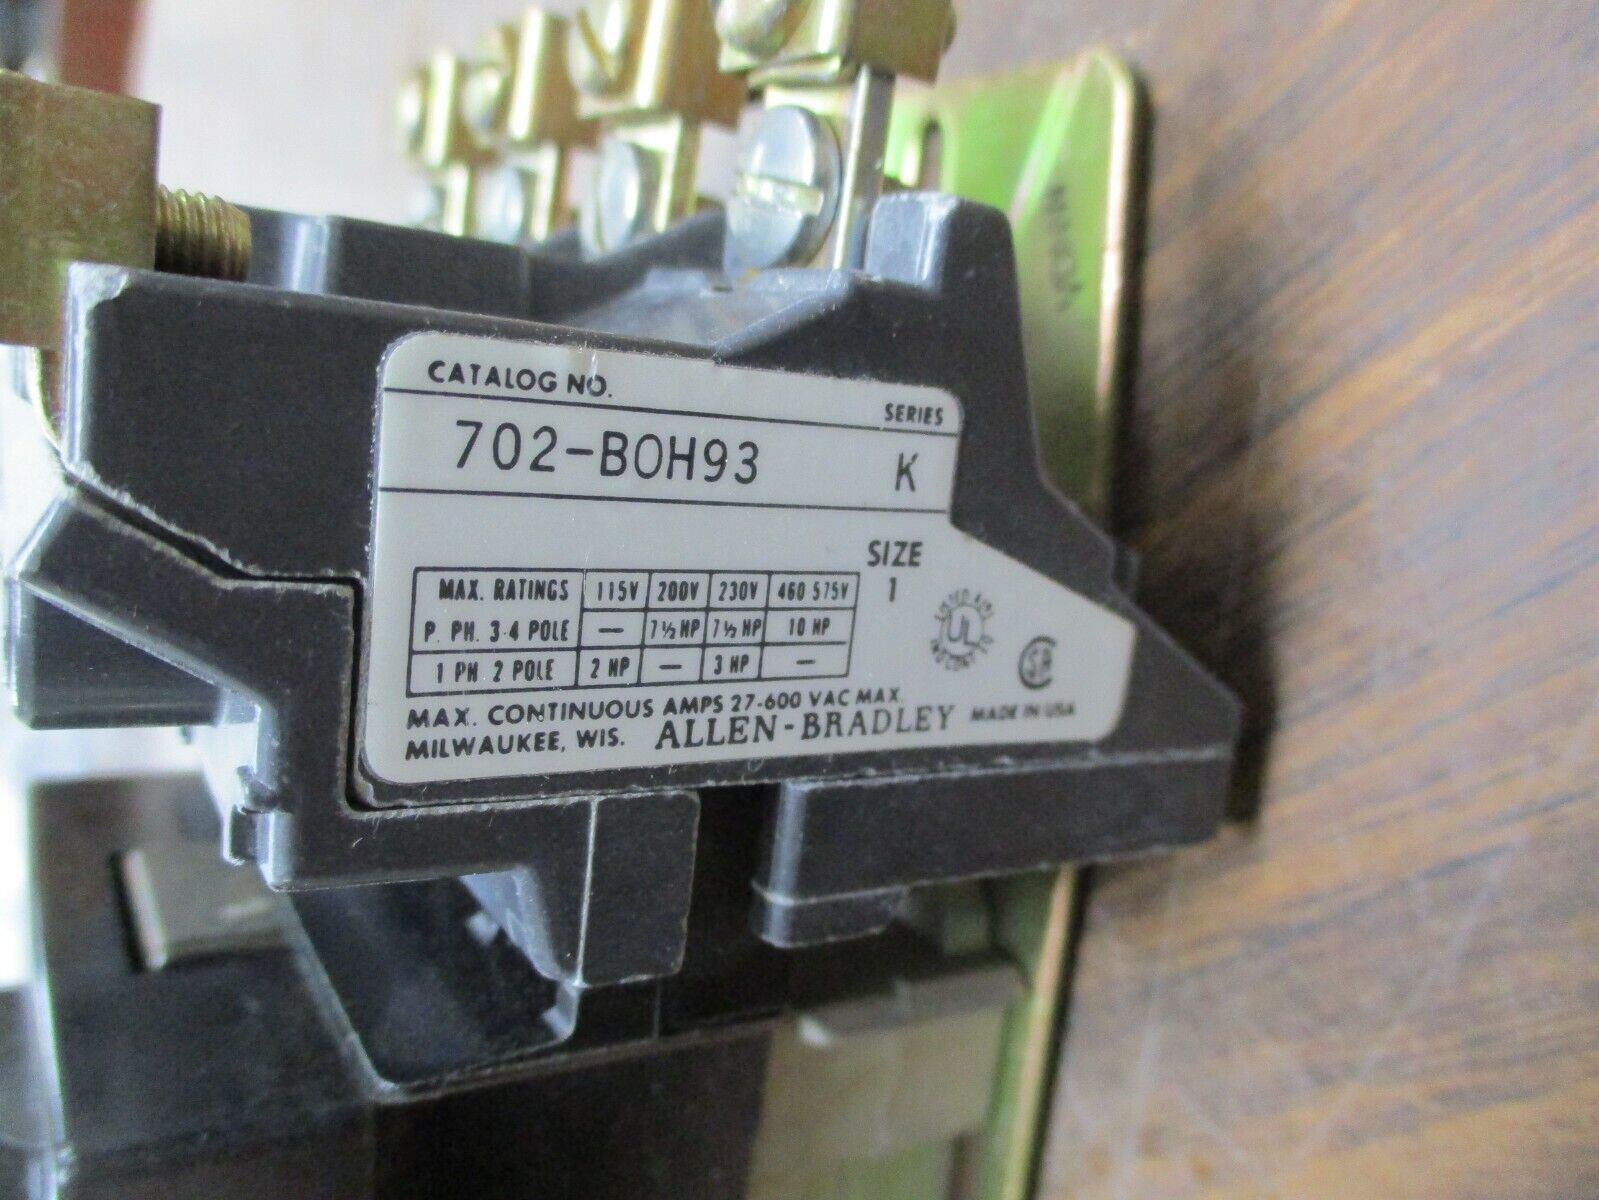 CATALOG NO.
SERIES
702-BOH93
K
SIZE
1
MAX. RATINGS 115V 200V 230V 460 575V
P. PH. 3-4 POLE — 7½ HP 7½ HP 10 HP
1 PH 2 POLE 2 HP — 3 HP —
UL
SA
MAX. CONTINUOUS AMPS 27-600 VAC MAX.
MILWAUKEE, WIS. ALLEN-BRADLEY MADE IN USA